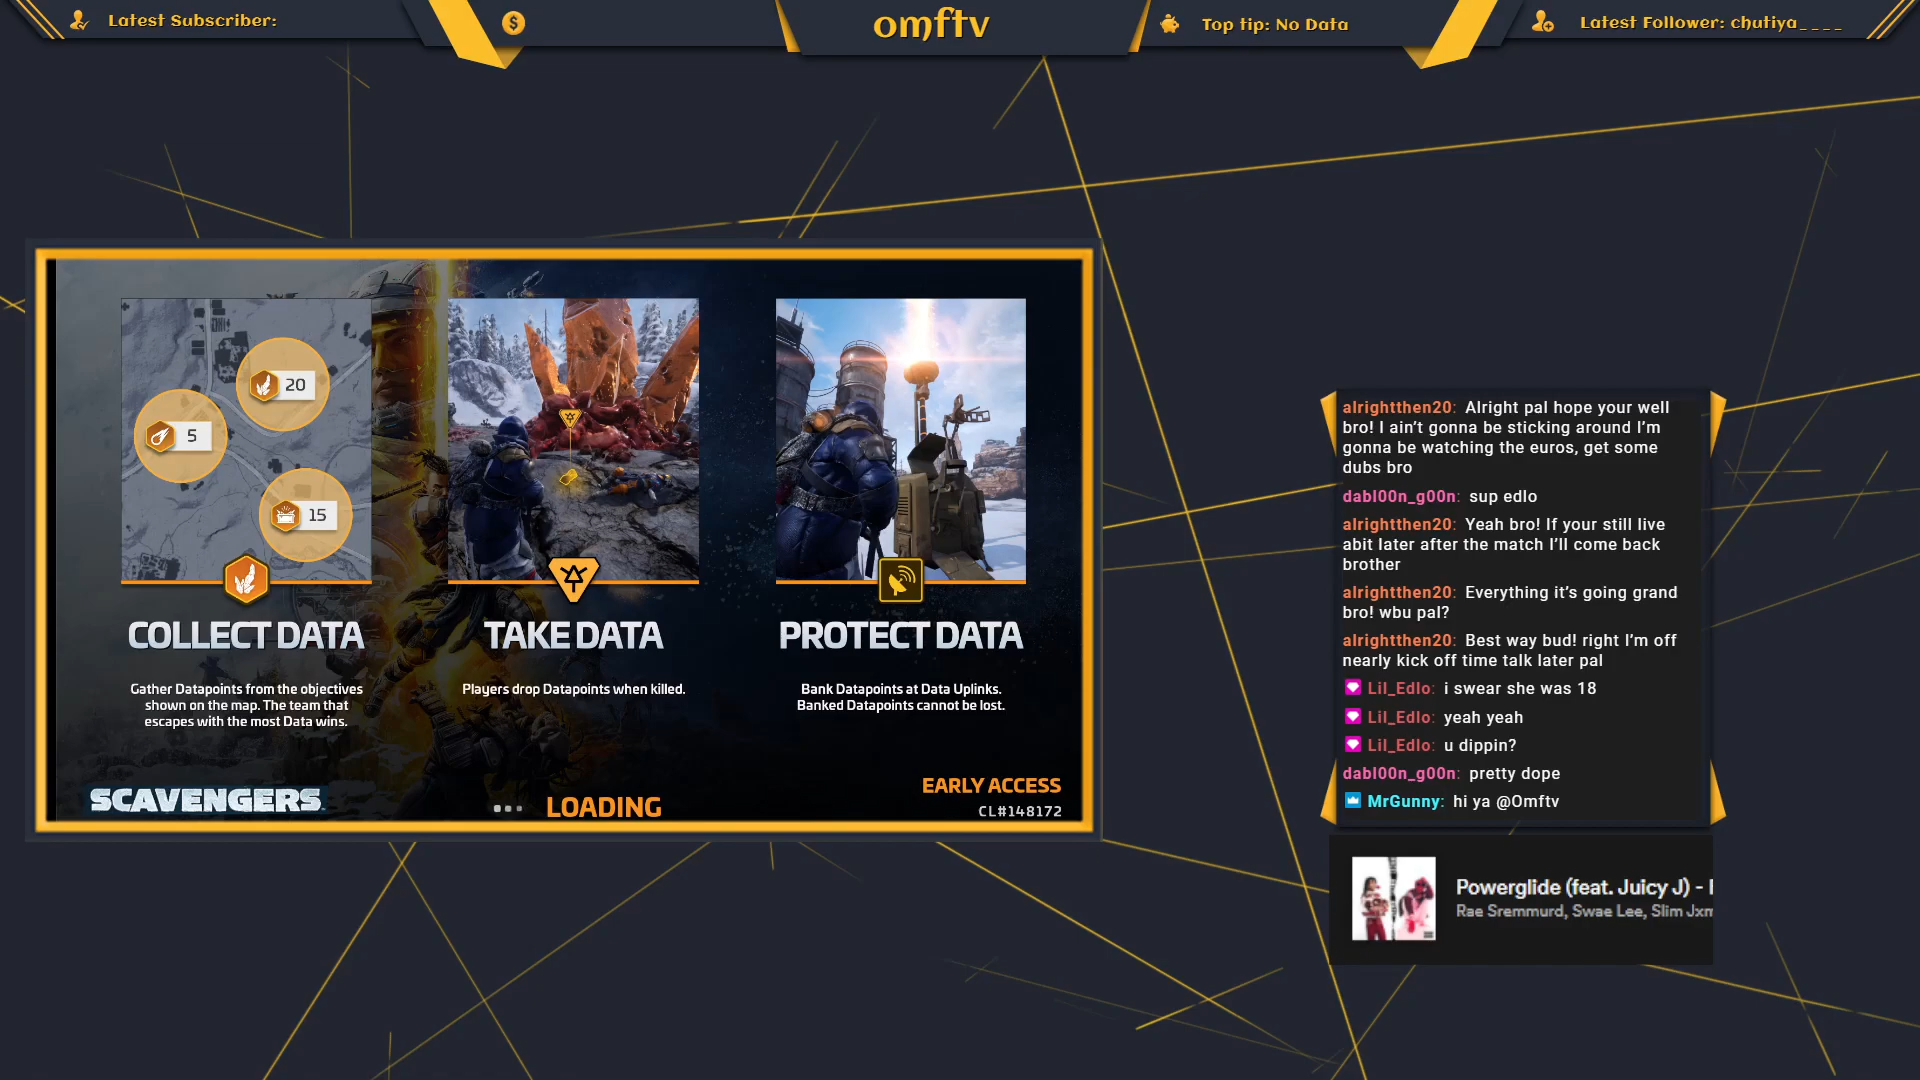 Latest Subscriber:
omftv
Top tip: No Data
Latest Follower: chutiya____
20
5
15
COLLECT DATA
Gather Datapoints from the objectives
shown on the map. The team that
escapes with the most Data wins.
TAKE DATA
Players drop Datapoints when killed.
PROTECT DATA
Bank Datapoints at Data Uplinks.
Banked Datapoints cannot be lost.
SCAVENGERS
LOADING
EARLY ACCESS
CL#148172
alrightthen20: Alright pal hope your well
bro! I ain't gonna be sticking around I'm
gonna be watching the euros, get some
dubs bro
dabl00n_g00n: sup edlo
alrightthen20: Yeah bro! If your still live
abit later after the match I'll come back
brother
alrightthen20: Everything it's going grand
bro! wbu pal?
alrightthen20: Best way bud! right I'm off
nearly kick off time talk later pal
Lil_Edlo: i swear she was 18
Lil_Edlo: yeah yeah
Lil_Edlo: u dippin?
dabl00n_g00n: pretty dope
MrGunny: hi ya @Omftv
Powerglide (feat. Juicy J) -
Rae Sremmurd, Swae Lee, Slim Jxm